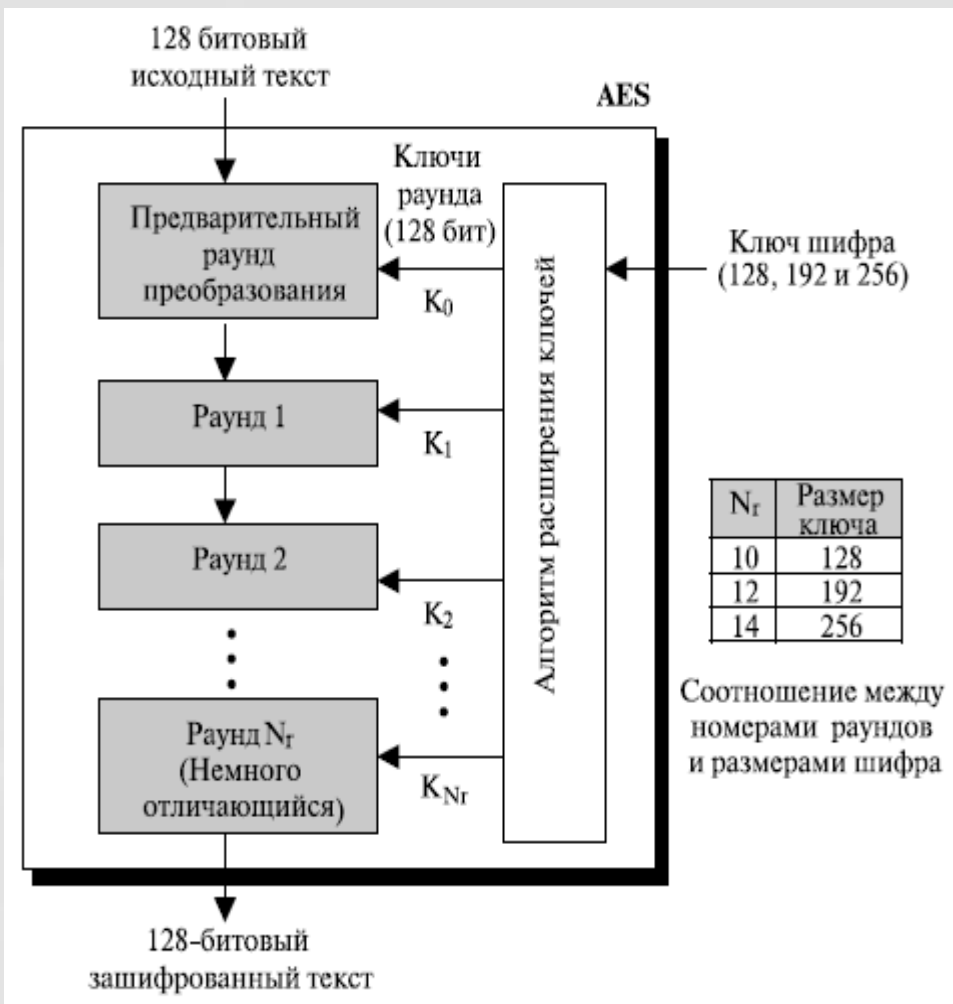 128 битовый
исходный текст
AES
Ключи
раунда
(128 бит)
Предварительный
раунд
преобразования
K0
Ключ шифра
(128, 192 и 256)
Алгоритм расширения ключей
Раунд 1
K1
Раунд 2
K2
Раунд Nr
(Немного
отличающийся)
KNr
Nr Размер
ключа
10 128
12 192
14 256
Соотношение между
номерами раундов
и размерами шифра
128-битовый
зашифрованный текст